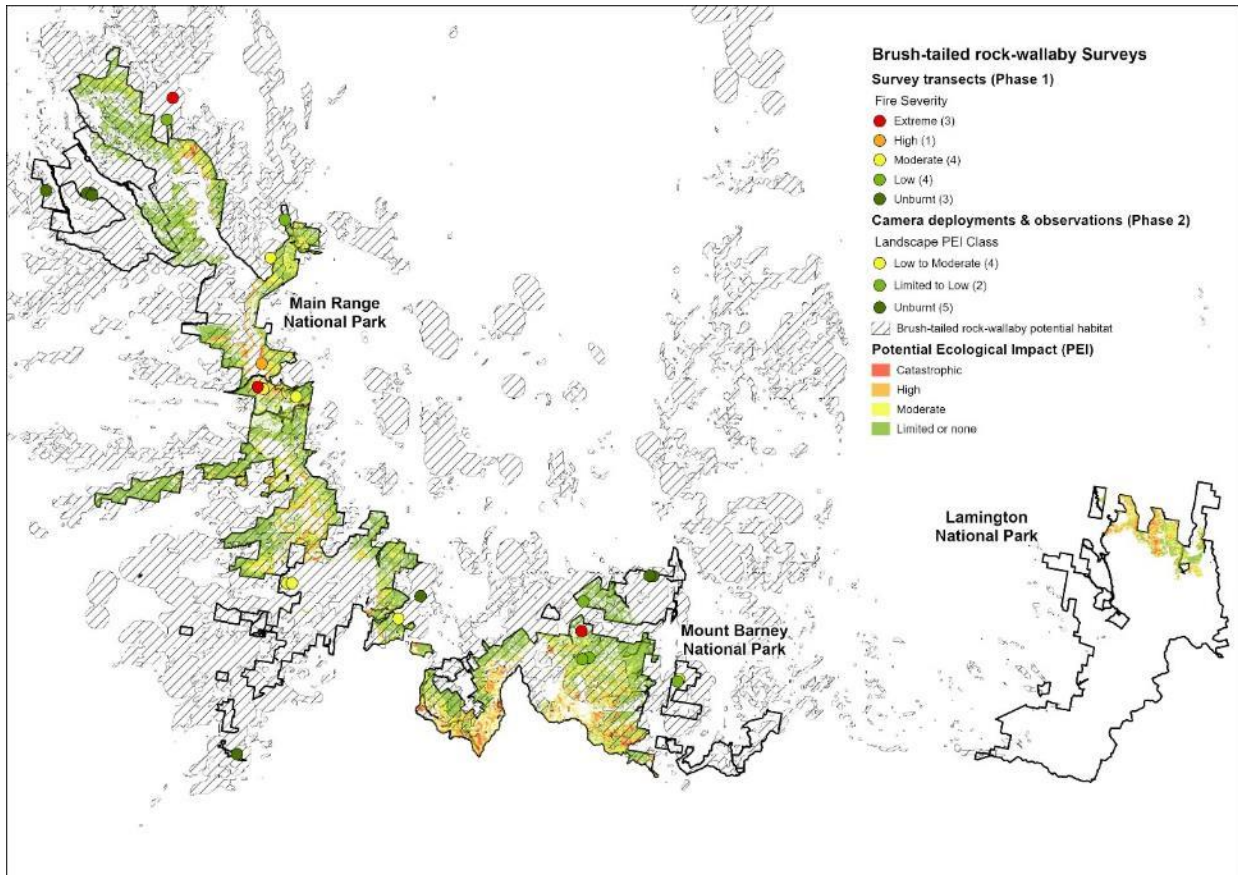 Brush-tailed rock-wallaby Surveys
Survey transects (Phase 1)
Fire Severity
Extreme (3)
High (1)
Moderate (4)
Low (4)
Unburnt (3)
Camera deployments & observations (Phase 2)
Landscape PEI Class
Low to Moderate (4)
Limited to Low (2)
Unburnt (5)
Brush-tailed rock-wallaby potential habitat
Potential Ecological Impact (PEI)
Catastrophic
High
Moderate
Limited or none
Main Range
National Park
Lamington
National Park
Mount Barney
National Park